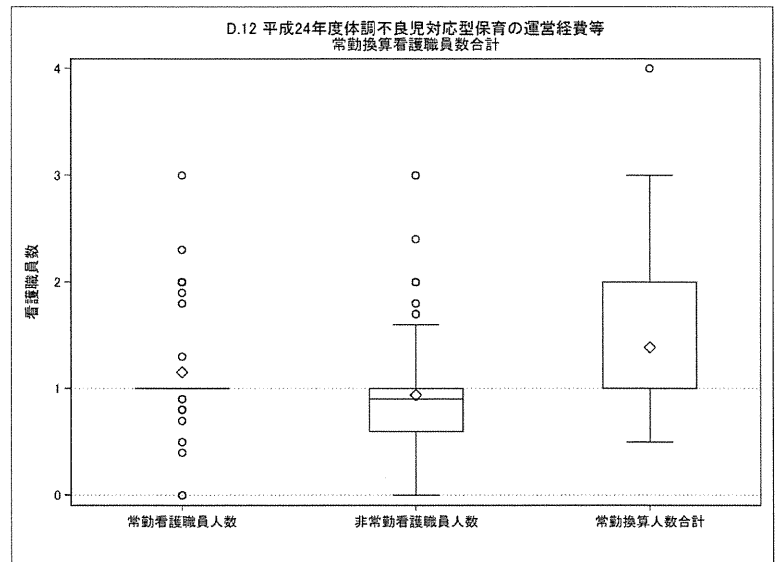 D.12 平成24年度体調不良児対応型保育の運営経費等
常勤換算看護職員数合計
4
3
2
1
0
看護職員数
常勤看護職員人数
非常勤看護職員人数
常勤換算人数合計